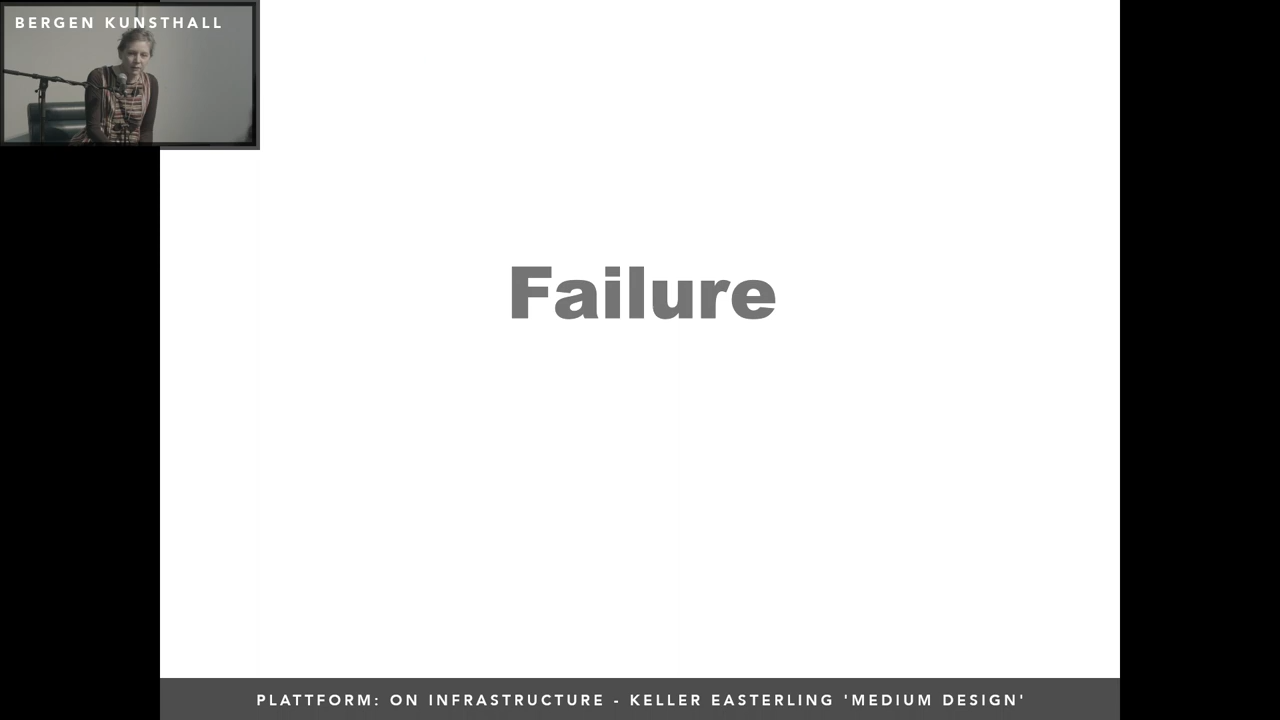 BERGEN KUNSTHALL
Failure
PLATTFORM: ON INFRASTRUCTURE - KELLER EASTERLING 'MEDIUM DESIGN'